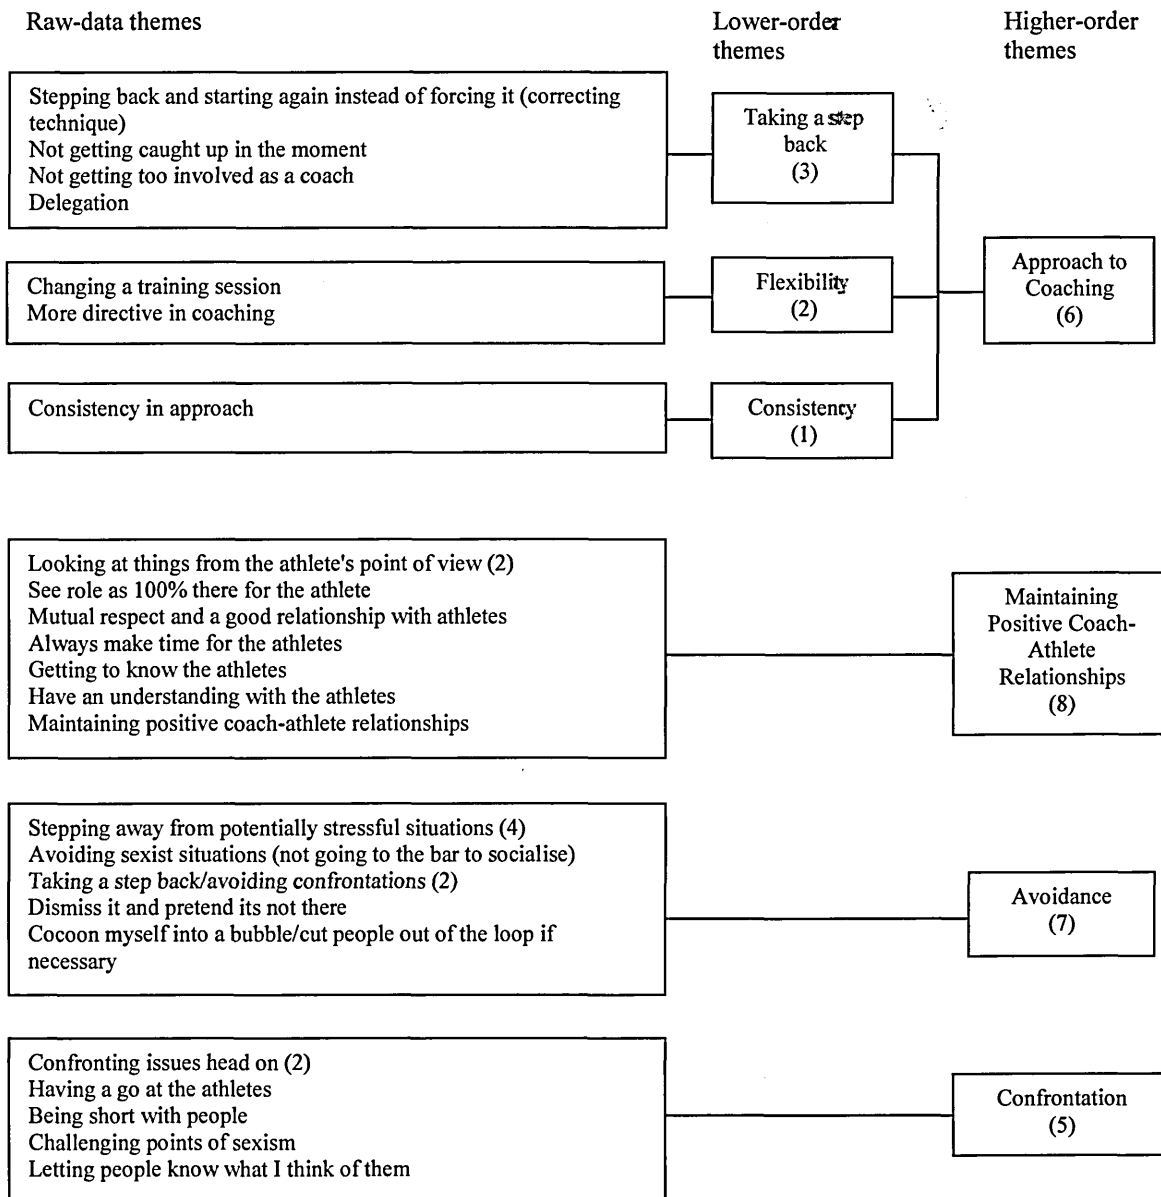 Raw-data themes
Lower-order themes
Higher-order themes
Stepping back and starting again instead of forcing it (correcting
technique)
Not getting caught up in the moment
Not getting too involved as a coach
Delegation
Taking a step
back
(3)
Changing a training session
More directive in coaching
Flexibility
(2)
Consistency in approach
Consistency
(1)
Approach to
Coaching
(6)
Looking at things from the athlete's point of view (2)
See role as 100% there for the athlete
Mutual respect and a good relationship with athletes
Always make time for the athletes
Getting to know the athletes
Have an understanding with the athletes
Maintaining positive coach-athlete relationships
Maintaining
Positive Coach-
Athlete
Relationships
(8)
Stepping away from potentially stressful situations (4)
Avoiding sexist situations (not going to the bar to socialise)
Taking a step back/avoiding confrontations (2)
Dismiss it and pretend its not there
Cocoon myself into a bubble/cut people out of the loop if
necessary
Avoidance
(7)
Confronting issues head on (2)
Having a go at the athletes
Being short with people
Challenging points of sexism
Letting people know what I think of them
Confrontation
(5)